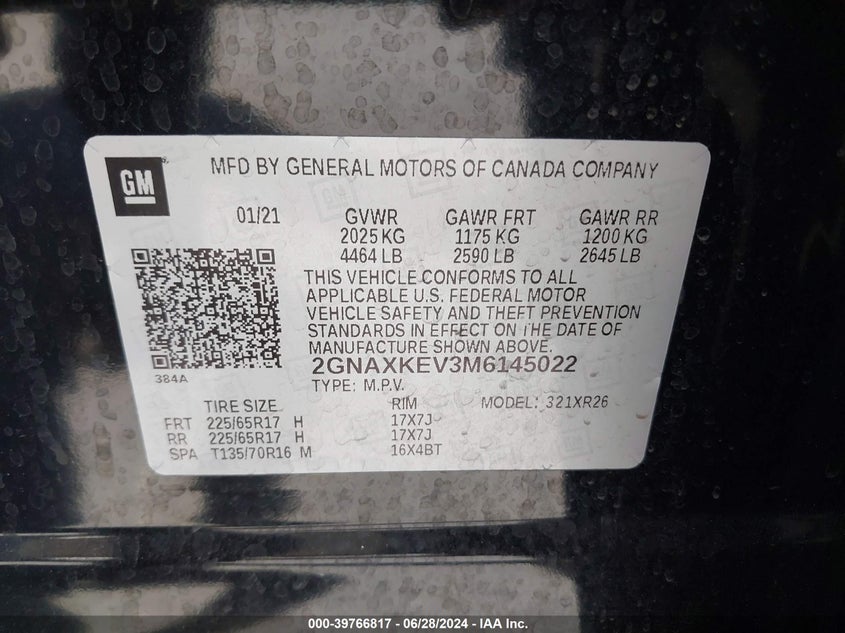 GM
MFD BY GENERAL MOTORS OF CANADA COMPANY
01/21 GVWR GAWR FRT GAWR RR
2025 KG 1175 KG 1200 KG
4464 LB 2590 LB 2645 LB
THIS VEHICLE CONFORMS TO ALL
APPLICABLE U.S. FEDERAL MOTOR
VEHICLE SAFETY AND THEFT PREVENTION
STANDARDS IN EFFECT ON THE DATE OF
MANUFACTURE SHOWN ABOVE.
384A
2GNAXKEV3M6145022
TYPE: M.P.V.
TIRE SIZE RIM MODEL: 321XR26
FRT 225/65R17 H 17X7J
RR 225/65R17 H 17X7J
SPA T135/70R16 M 16X4BT
000-39766817 / 06/28/2024 - IAA Inc.